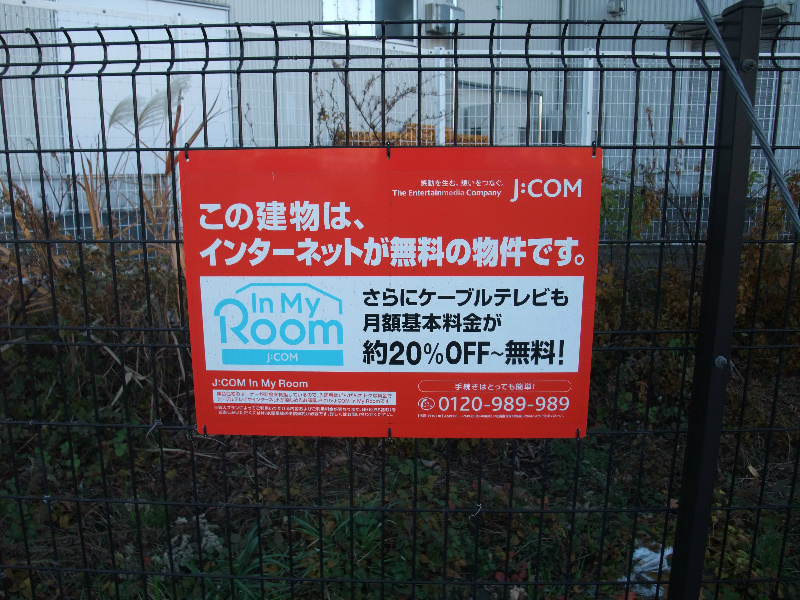 感動を生む。想いをつなぐ。
The Entertainmedia Company
J:COM
この建物は、
インターネットが無料の物件です。
In My
Room
J:COM
さらにケーブルテレビも
月額基本料金が
約20%OFF~無料!
J:COM In My Room
手続きはとっても簡単!
0120-989-989